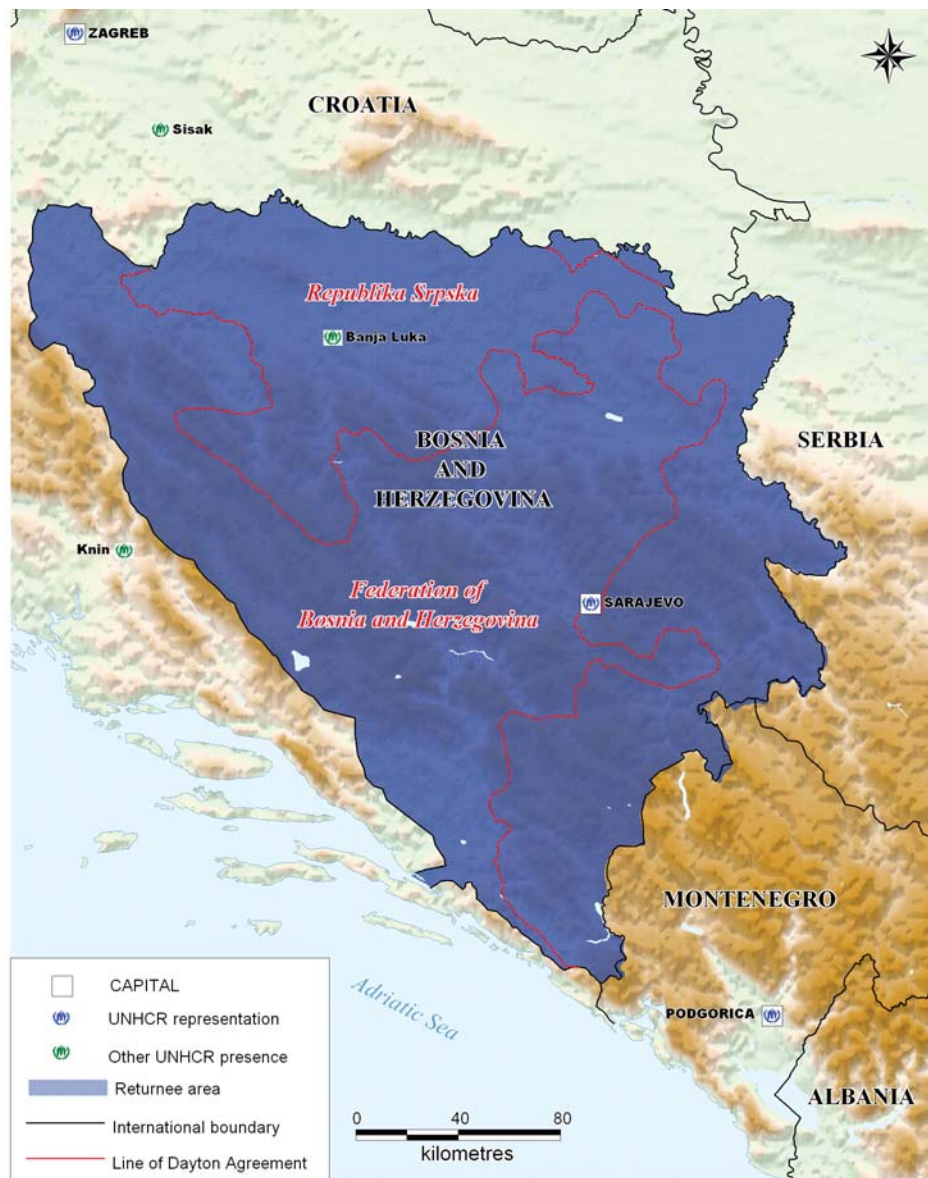 ZAGREB
CROATIA
Sisak
Republika Srpska
Banja Luka
BOSNIA
AND
HERZEGOVINA
SERBIA
Knin
Federation of
Bosnia and Herzegovina
SARAJEVO
MONTENEGRO
Adriatic Sea
PODGORICA
ALBANIA
CAPITAL
UNHCR representation
Other UNHCR presence
Returnee area
International boundary
Line of Dayton Agreement
0 40 80
kilometres